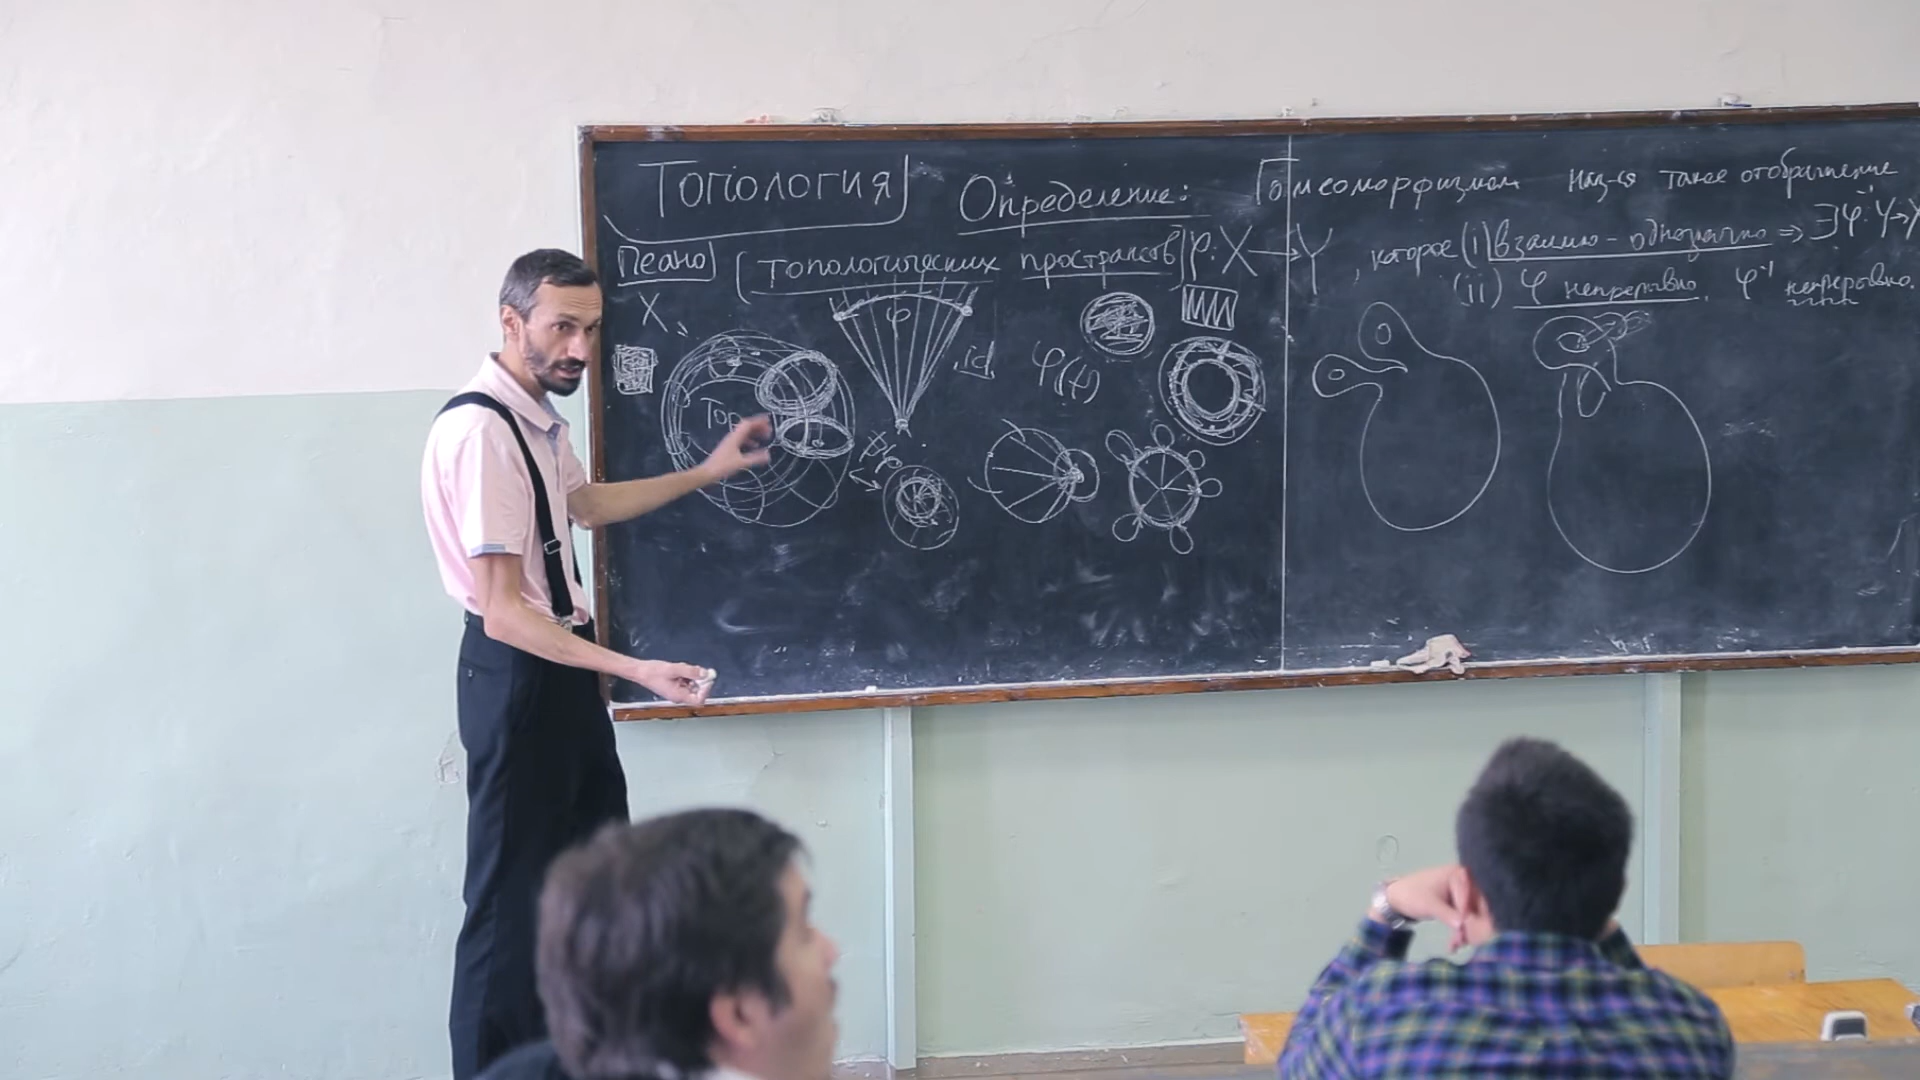 Топология
Определение: Гомеоморфизмом наз-ся такое отображение
Пеано (топологических пространств) φ: X → Y, которое (i) взаимно-однозначно => ∃φ⁻¹: Y→
(ii) φ непрерывно, φ⁻¹ непрерывно.
X
φ
id
φ(t)
Тор